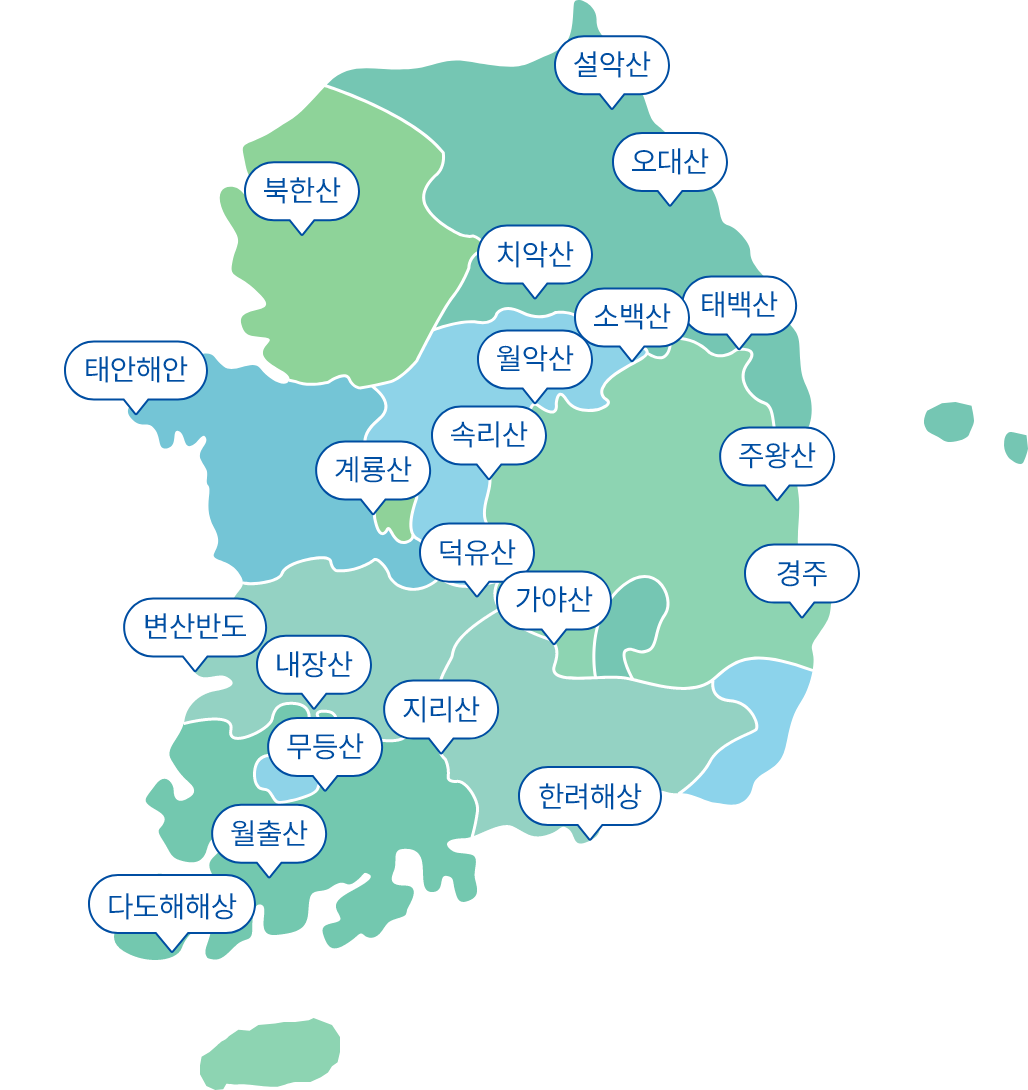 설악산
오대산
북한산
치악산
태백산
소백산
월악산
태안해안
속리산
주왕산
계룡산
덕유산
경주
가야산
변산반도
내장산
지리산
무등산
한려해상
월출산
다도해해상